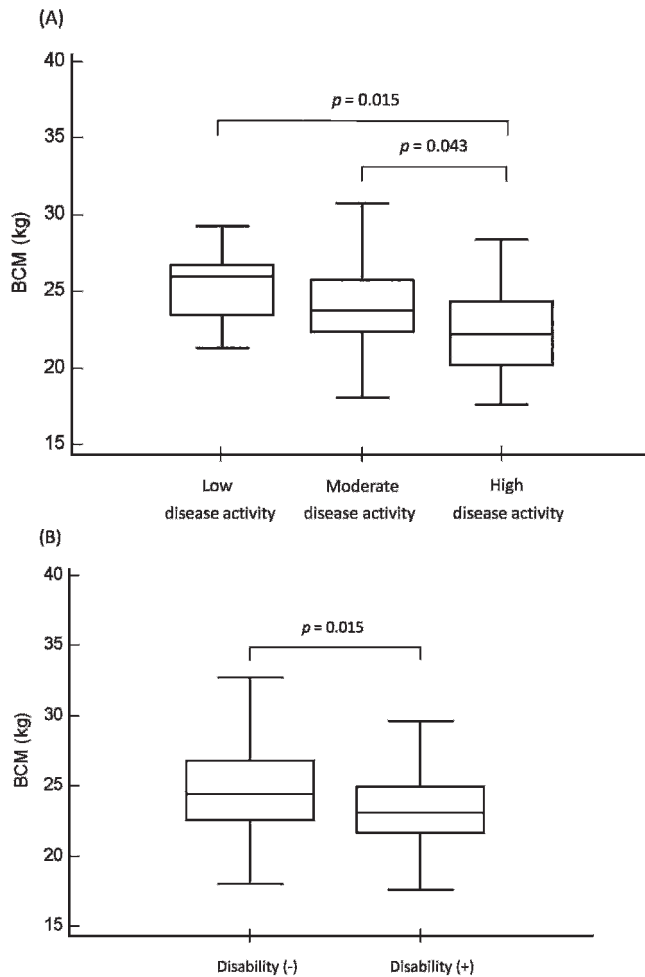 (A)
40
35
30
25
20
15
BCM (kg)
p = 0.015
p = 0.043
Low Moderate High
disease activity disease activity disease activity
(B)
40
35
30
25
20
15
BCM (kg)
p = 0.015
Disability (-) Disability (+)